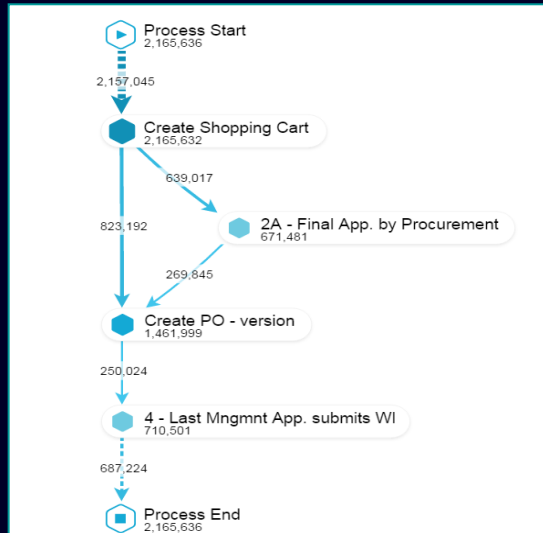 Process Start
2,165,636
2,157,045
Create Shopping Cart
2,165,632
639,017
823,192
2A - Final App. by Procurement
671,481
269,845
Create PO - version
1,461,999
250,024
4 - Last Mngmnt App. submits WI
710,501
687,224
Process End
2,165,636